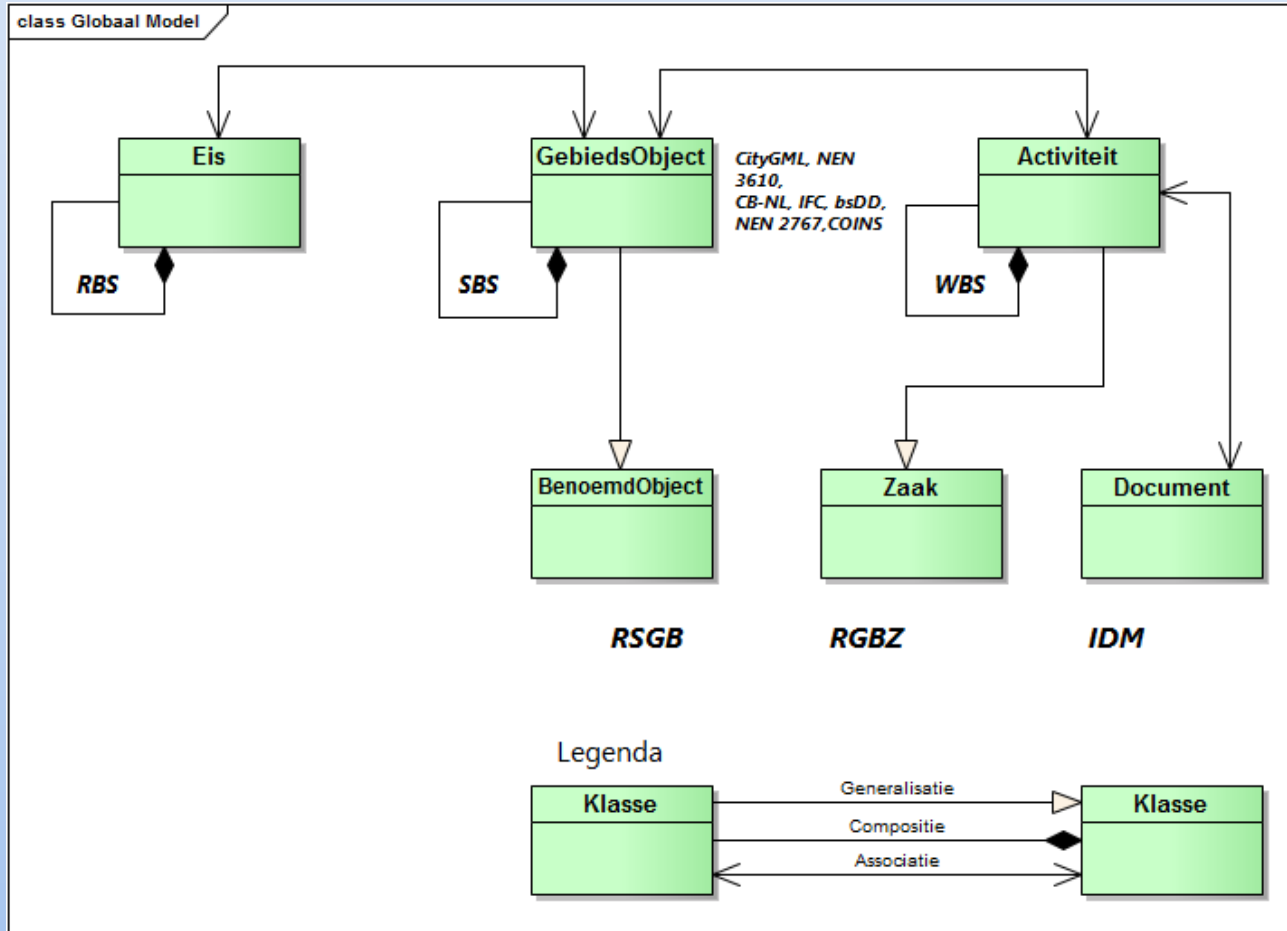 class Globaal Model
Eis
GebiedsObject
CityGML, NEN
3610,
CB-NL, IFC, bsDD,
NEN 2767,COINS
Activiteit
RBS
SBS
WBS
BenoemdObject
Zaak
Document
RSGB
RGBZ
IDM
Legenda
Klasse
Generalisatie
Compositie
Associatie
Klasse